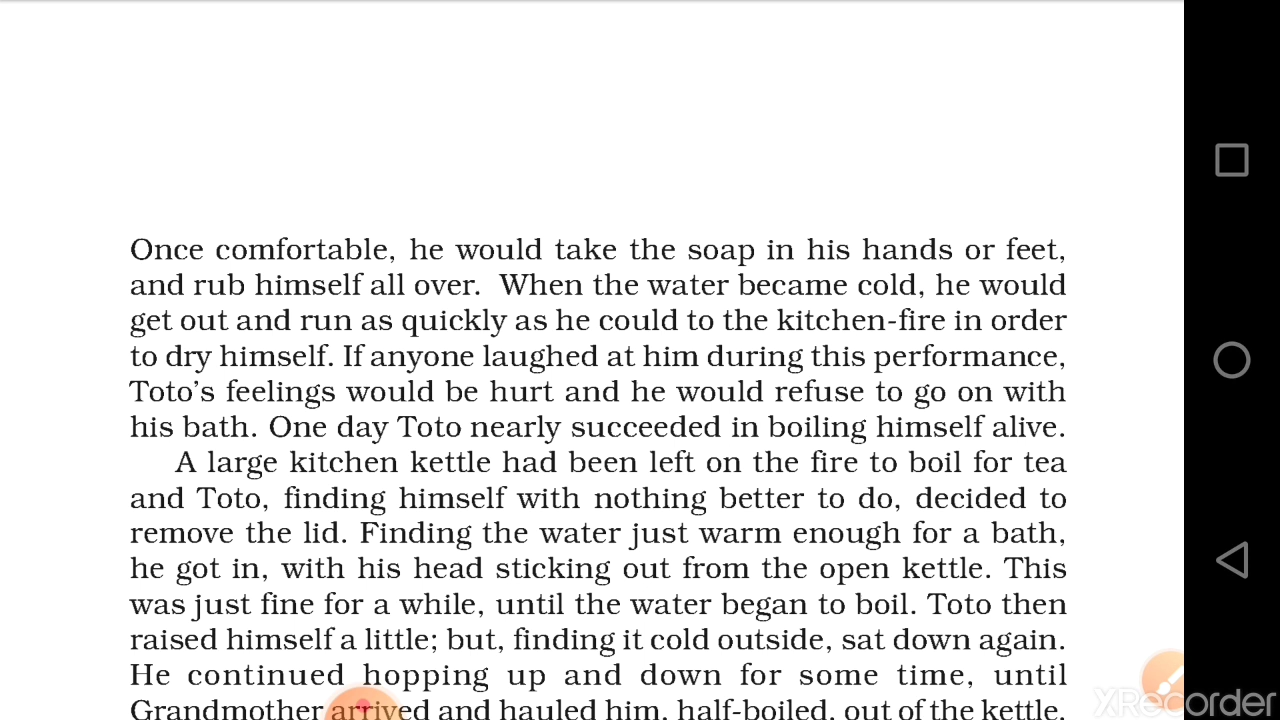 Once comfortable, he would take the soap in his hands or feet,
and rub himself all over. When the water became cold, he would
get out and run as quickly as he could to the kitchen-fire in order
to dry himself. If anyone laughed at him during this performance,
Toto's feelings would be hurt and he would refuse to go on with
his bath. One day Toto nearly succeeded in boiling himself alive.
A large kitchen kettle had been left on the fire to boil for tea
and Toto, finding himself with nothing better to do, decided to
remove the lid. Finding the water just warm enough for a bath,
he got in, with his head sticking out from the open kettle. This
was just fine for a while, until the water began to boil. Toto then
raised himself a little; but, finding it cold outside, sat down again.
He continued hopping up and down for some time, until
Grandmother arrived and hauled him, half-boiled, out of the kettle.
XRecorder